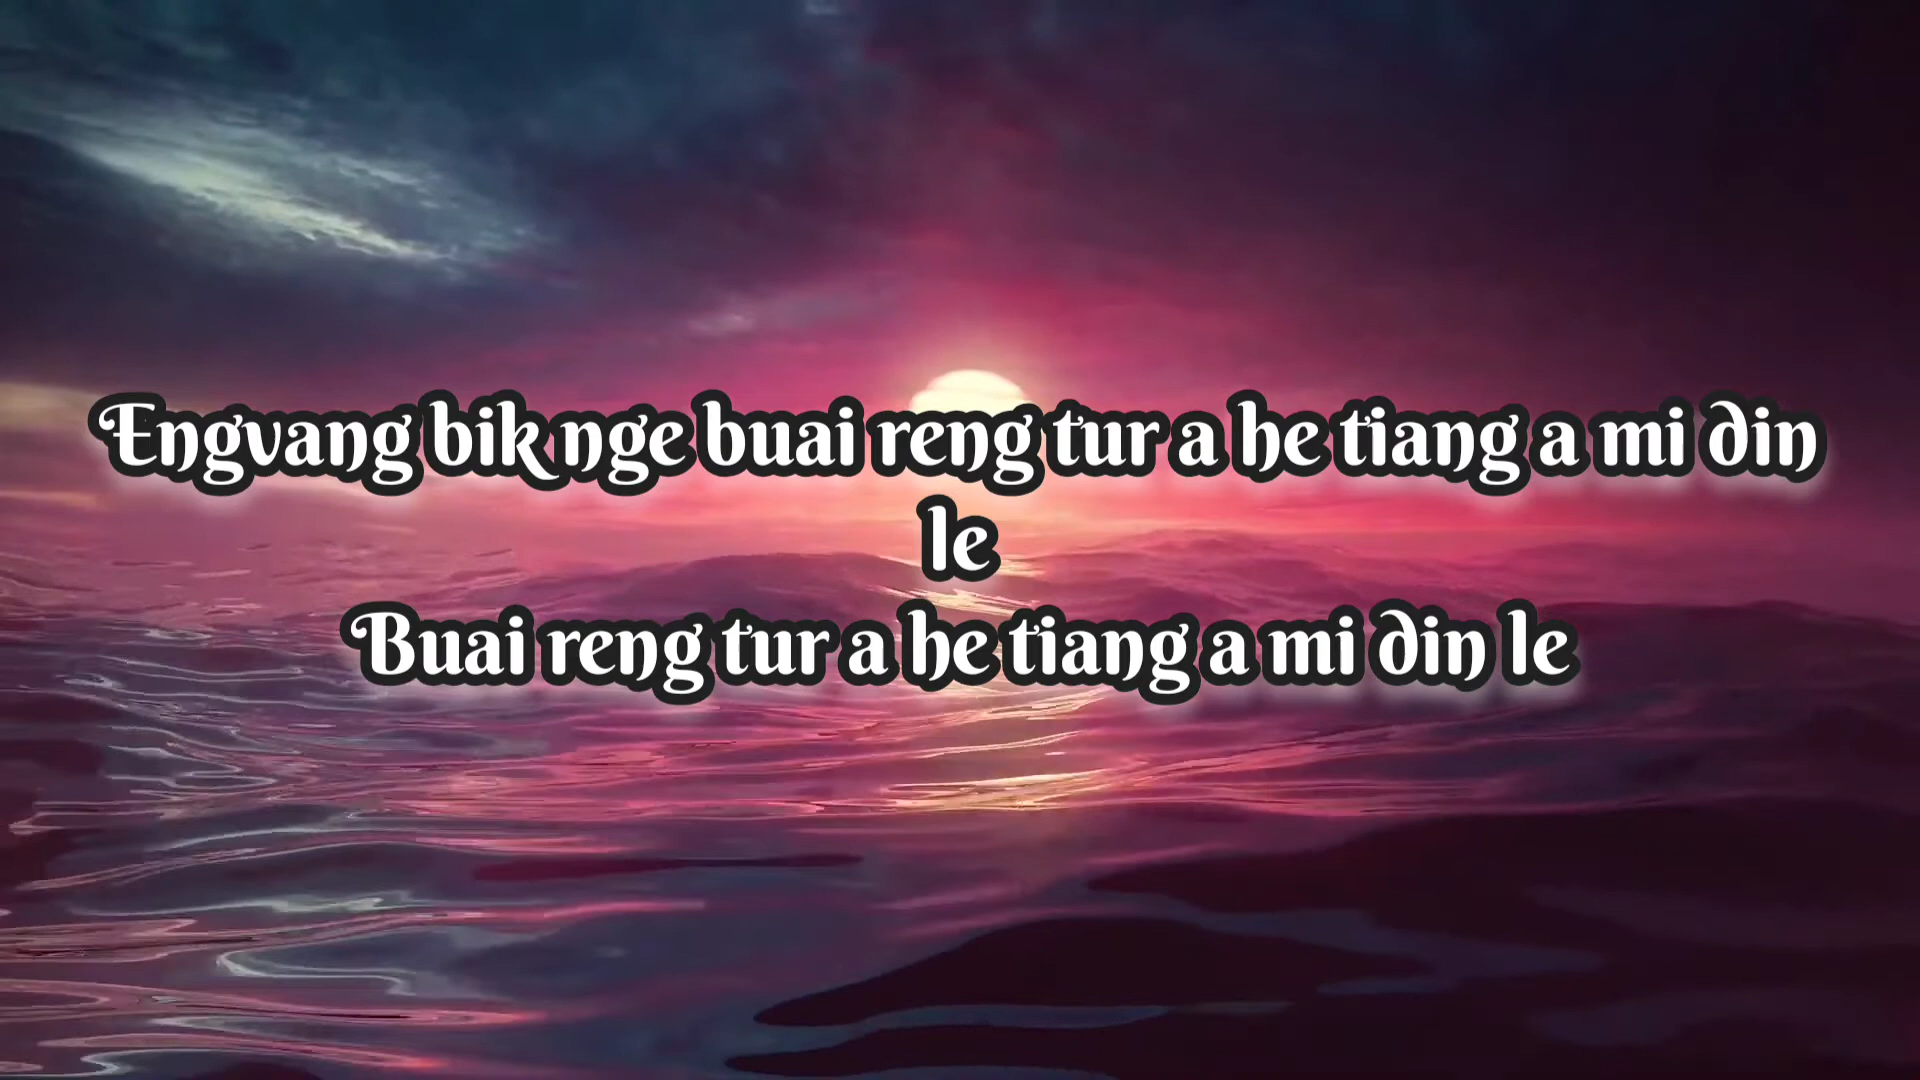 Engvang bik nge buai reng tur a he tiang a mi din
le
Buai reng tur a he tiang a mi din le